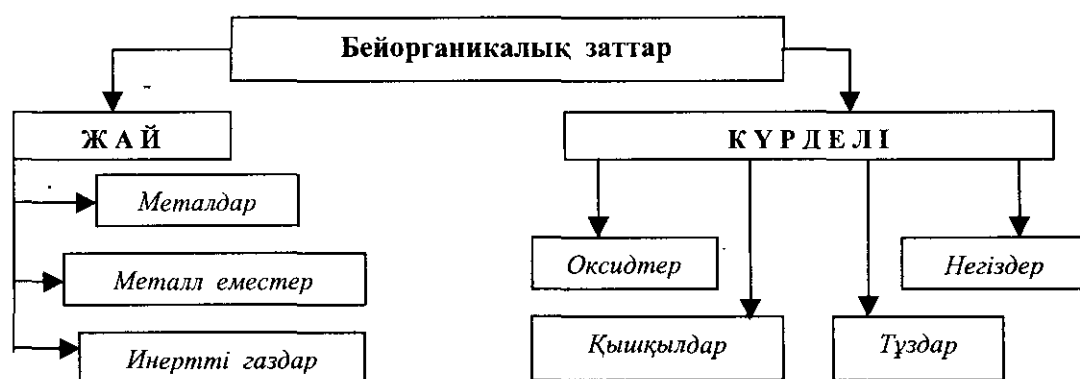 Бейорганикалық заттар
ЖАЙ
КҮРДЕЛІ
Металдар
Металл еместер
Инертті газдар
Оксидтер
Негіздер
Қышқылдар
Тұздар